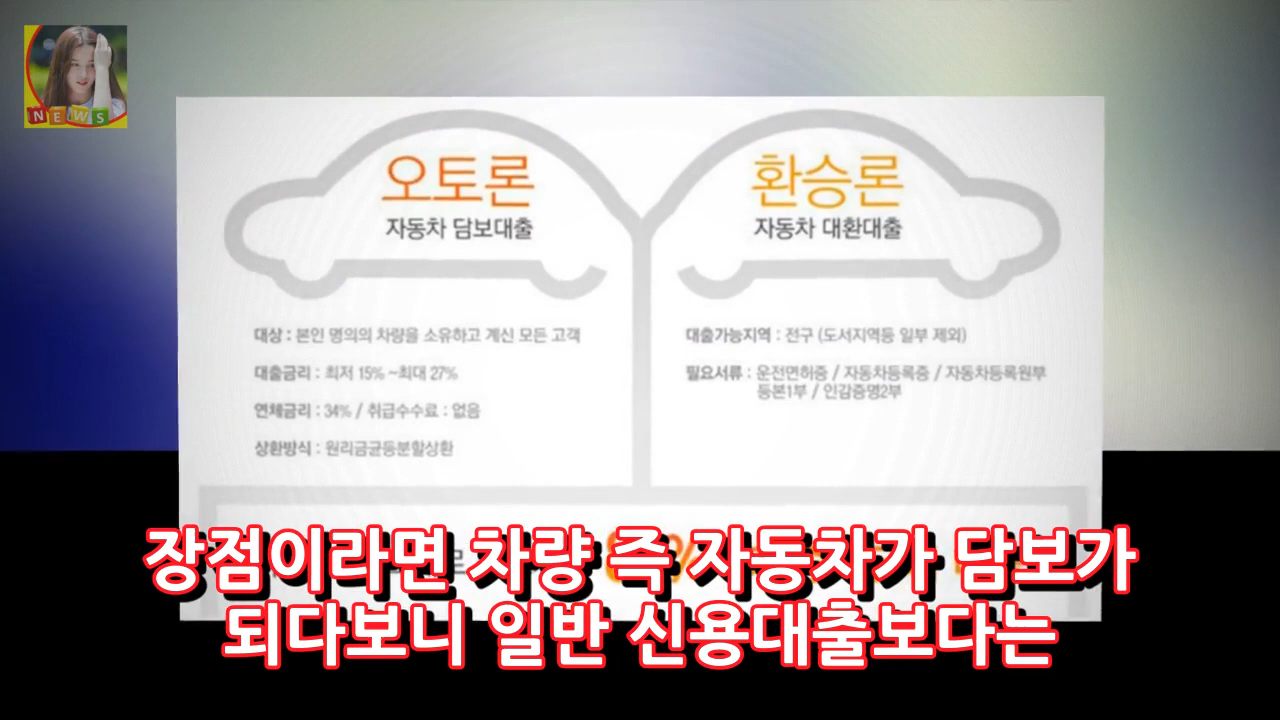 NEWS
오토론
자동차 담보대출
대상 : 본인 명의의 차량을 소유하고 계신 모든 고객
대출금리 : 최저 15% ~최대 27%
연체금리 : 34% / 취급수수료 : 없음
상환방식 : 원리금균등분할상환
환승론
자동차 대환대출
대출가능지역 : 전구 (도서지역등 일부 제외)
필요서류 : 운전면허증 / 자동차등록증 / 자동차등록원부
등본1부 / 인감증명2부
장점이라면 차량 즉 자동차가 담보가
되다보니 일반 신용대출보다는